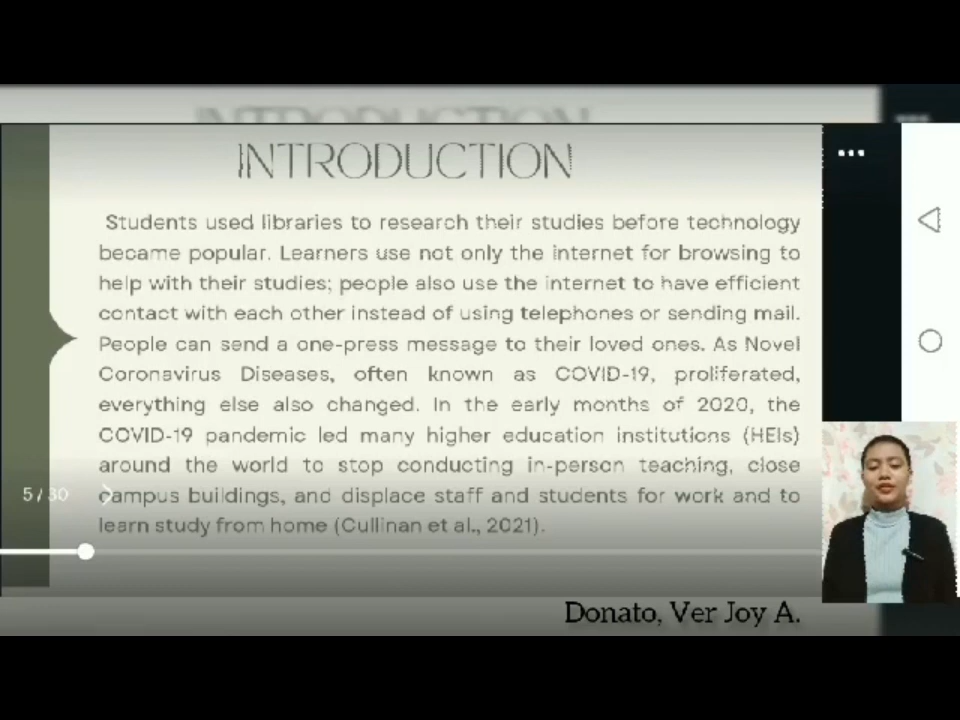 INTRODUCTION
Students used libraries to research their studies before technology
became popular. Learners use not only the internet for browsing to
help with their studies; people also use the internet to have efficient
contact with each other instead of using telephones or sending mail.
People can send a one-press message to their loved ones. As Novel
Coronavirus Diseases, often known as COVID-19, proliferated,
everything else also changed. In the early months of 2020, the
COVID-19 pandemic led many higher education institutions (HEIs)
around the world to stop conducting in-person teaching, close
campus buildings, and displace staff and students for work and to
learn study from home (Cullinan et al., 2021).
5 / 30
Donato, Ver Joy A.